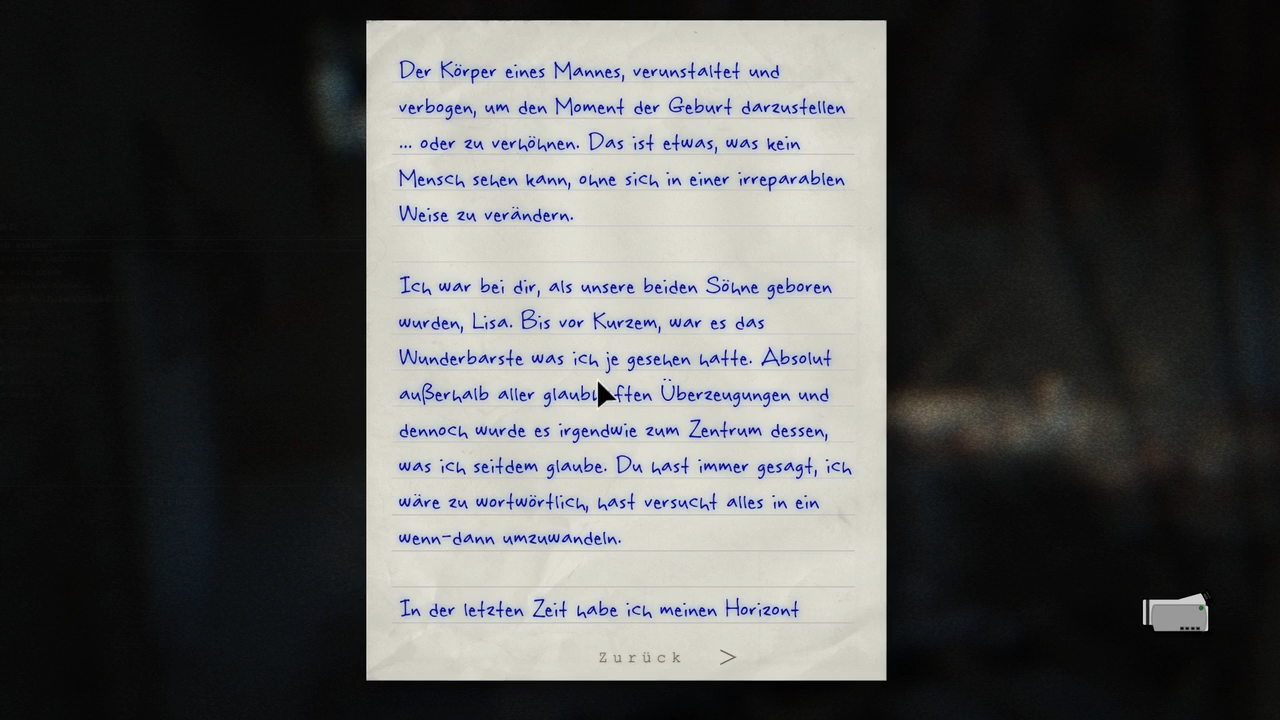 Der Körper eines Mannes, verunstaltet und
verbogen, um den Moment der Geburt darzustellen
... oder zu verhöhnen. Das ist etwas, was kein
Mensch sehen kann, ohne sich in einer irreparablen
Weise zu verändern.
Ich war bei dir, als unsere beiden Söhne geboren
wurden, Lisa. Bis vor Kurzem, war es das
Wunderbarste was ich je gesehen hatte. Absolut
außerhalb aller Überzeugungen und
dennoch wurde es irgendwie zum Zentrum dessen,
was ich seitdem glaube. Du hast immer gesagt, ich
wäre zu wortwörtlich, hast versucht alles in ein
wenn-dann umzuwandeln.
In der letzten Zeit habe ich meinen Horizont
Zurück >